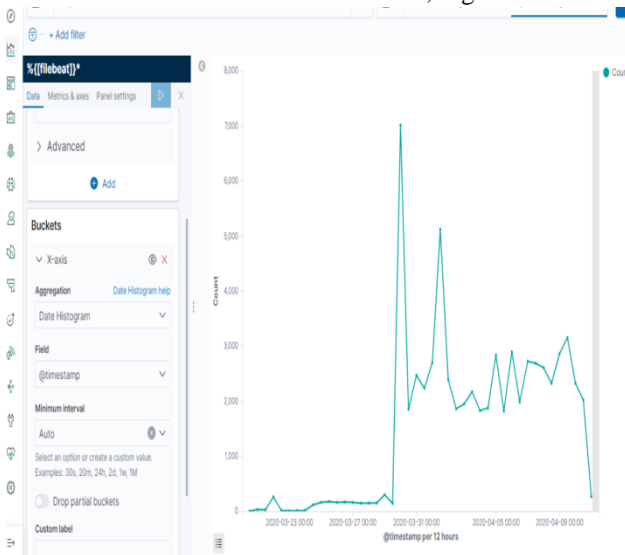 + Add filter
%{[filebeat]}*
Data Metrics & axes Panel settings
Advanced
Add
Buckets
X-axis
Aggregation Date Histogram help
Date Histogram
Field
@timestamp
Minimum interval
Auto
Select an option or create a custom value.
Examples: 30s, 20m, 24h, 2d, 1w, 1M
Drop partial buckets
Custom label
Coun
8,000
7,000
6,000
5,000
4,000
3,000
2,000
1,000
0
Count
2020-03-23 00:00 2020-03-27 00:00 2020-03-31 00:00 2020-04-05 00:00 2020-04-09 00:00
@timestamp per 12 hours